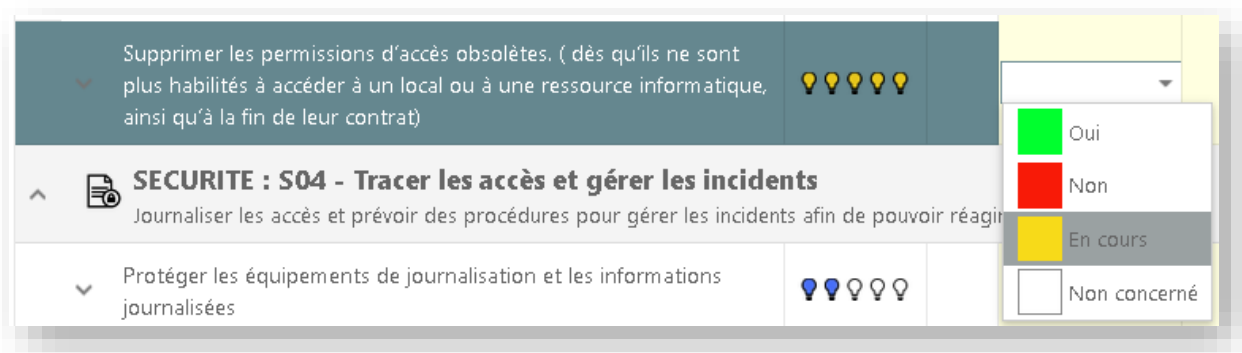 Supprimer les permissions d'accès obsolètes. ( dès qu'ils ne sont
plus habilités à accéder à un local ou à une ressource informatique,
ainsi qu'à la fin de leur contrat)
Oui
SECURITE : S04 - Tracer les accès et gérer les incidents
Non
Journaliser les accès et prévoir des procédures pour gérer les incidents afin de pouvoir réagir
En cours
Protéger les équipements de journalisation et les informations
journalisées
Non concerné